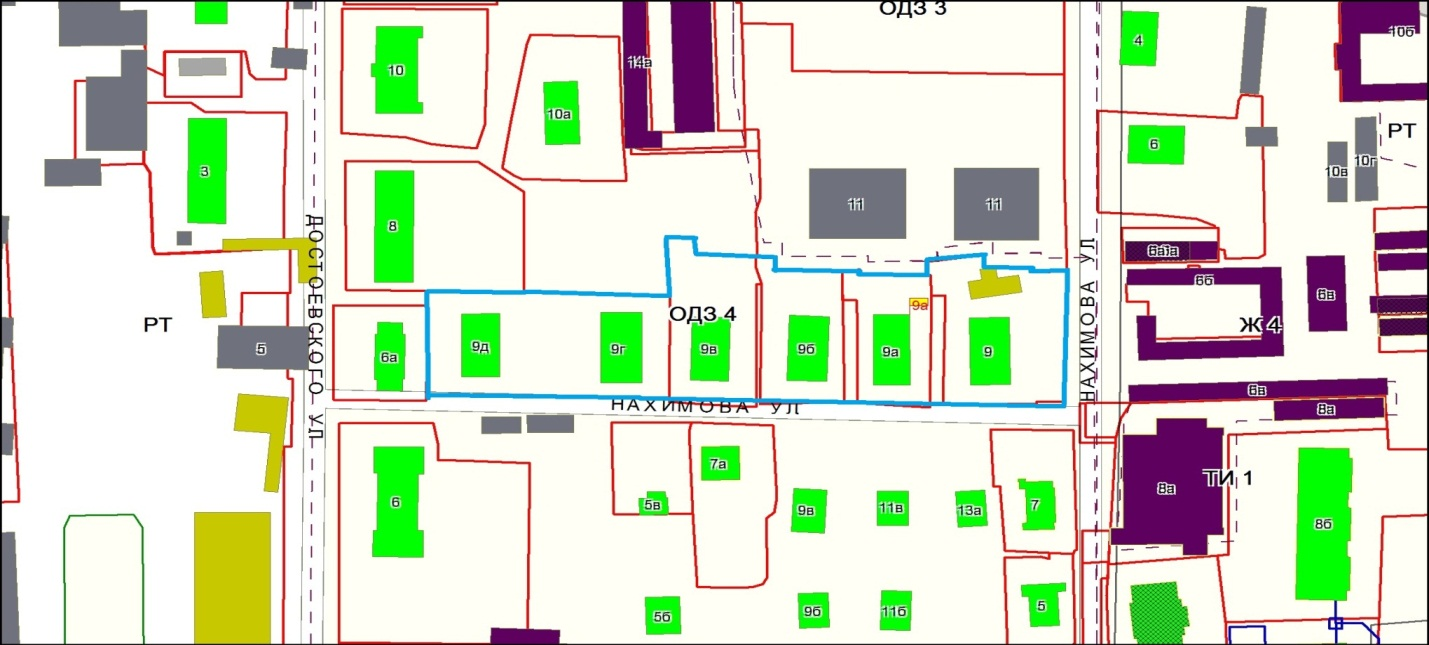 ОДЗ 3
10б
4
14а
10
10а
РТ
6
10г
10в
3
8
11
11
6а7а
6б
6в
9а
ОДЗ 4
РТ
Ж 4
5
6а
9д
9г
9в
9б
9а
9
ДОСТОЕВСКОГО УЛ
НАХИМОВА УЛ
6в
НАХИМОВА УЛ
8а
7а
ТИ 1
8а
6
5в
9в
11в
13а
7
8б
5б
9б
11б
5